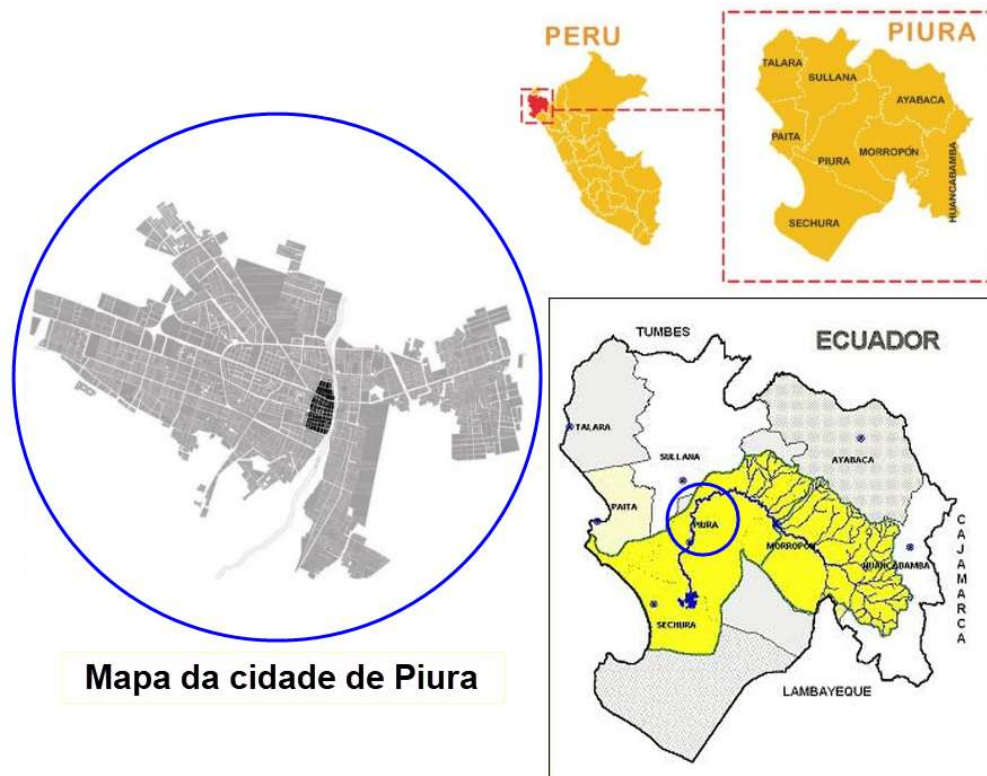 PERU
PIURA
TALARA
SULLANA
AYABACA
PAITA
PIURA
MORROPÓN
HUANCABAMBA
SECHURA
Mapa da cidade de Piura
TUMBES
ECUADOR
TALARA
AYABACA
SULLANA
PAITA
PIURA
MORROPON
HUANCABAMBA
CAJAMARCA
SECHURA
LAMBAYEQUE